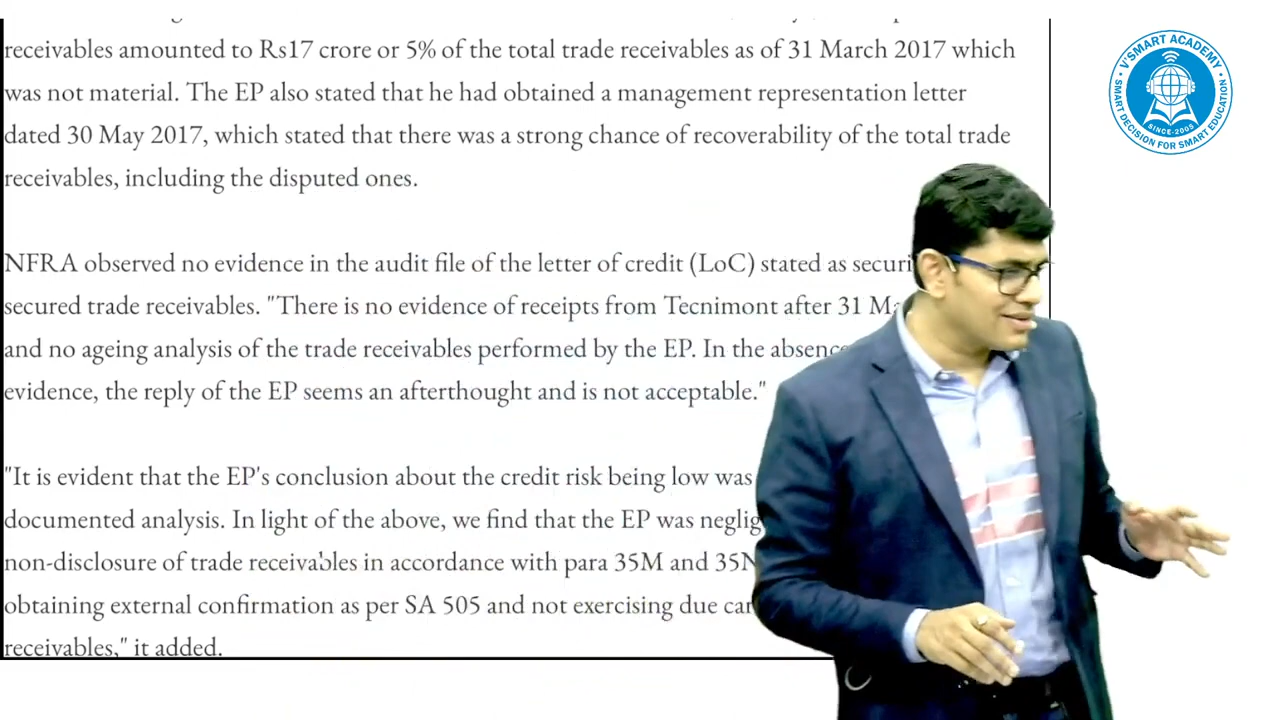 receivables amounted to Rs17 crore or 5% of the total trade receivables as of 31 March 2017 which
was not material. The EP also stated that he had obtained a management representation letter
dated 30 May 2017, which stated that there was a strong chance of recoverability of the total trade
receivables, including the disputed ones.
NFRA observed no evidence in the audit file of the letter of credit (LoC) stated as securi
secured trade receivables. "There is no evidence of receipts from Tecnimont after 31 Ma
and no ageing analysis of the trade receivables performed by the EP. In the absence
evidence, the reply of the EP seems an afterthought and is not acceptable."
"It is evident that the EP's conclusion about the credit risk being low was
documented analysis. In light of the above, we find that the EP was neglig
non-disclosure of trade receivables in accordance with para 35M and 35N
obtaining external confirmation as per SA 505 and not exercising due car
receivables," it added.
V'SMART ACADEMY
SINCE-2009
SMART DECISION FOR SMART EDUCATION